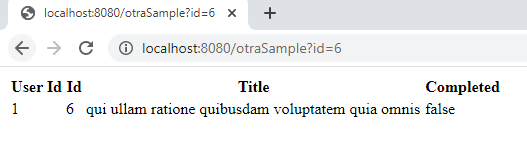 localhost:8080/otraSample?id=6
localhost:8080/otraSample?id=6
User Id Id Title Completed
1 6 qui ullam ratione quibusdam voluptatem quia omnis false